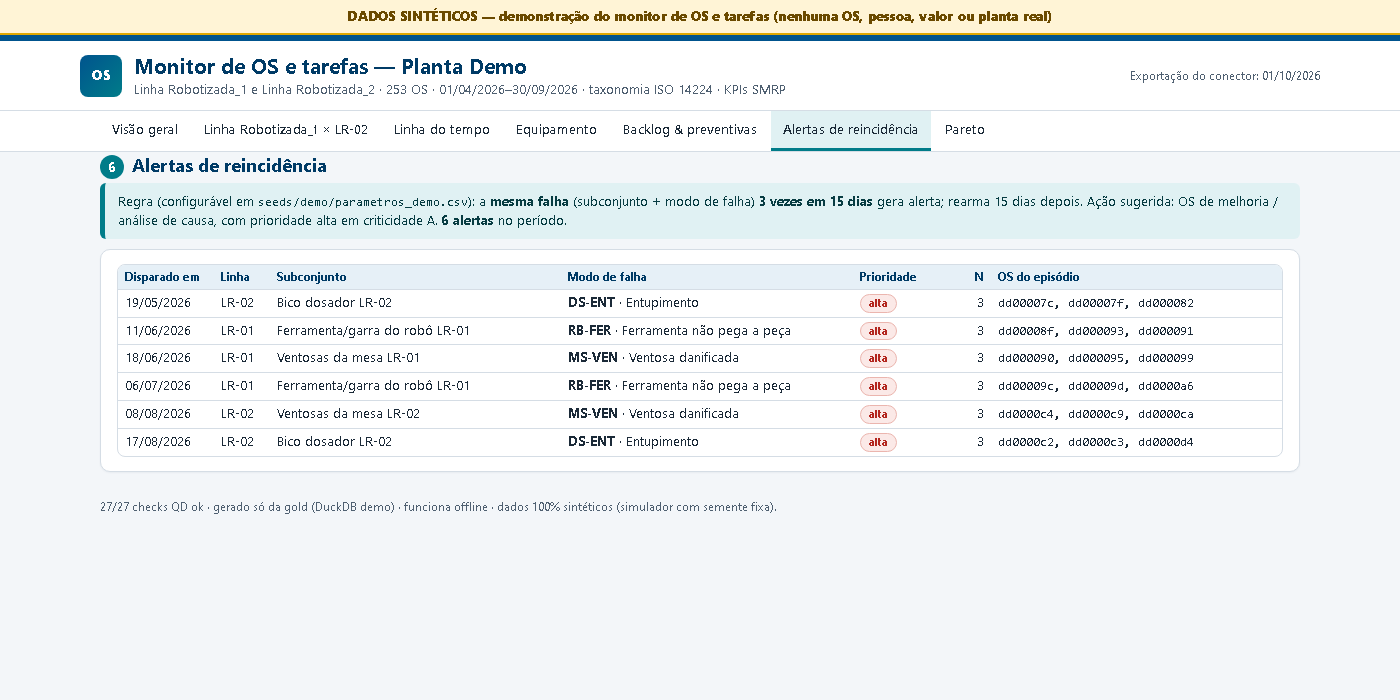 DADOS SINTÉTICOS — demonstração do monitor de OS e tarefas (nenhuma OS, pessoa, valor ou planta real)
OS
Monitor de OS e tarefas — Planta Demo
Linha Robotizada_1 e Linha Robotizada_2 · 253 OS · 01/04/2026–30/09/2026 · taxonomia ISO 14224 · KPIs SMRP
Exportação do conector: 01/10/2026
Visão geral Linha Robotizada_1 × LR-02 Linha do tempo Equipamento Backlog & preventivas Alertas de reincidência Pareto
6 Alertas de reincidência
Regra (configurável em seeds/demo/parametros_demo.csv): a mesma falha (subconjunto + modo de falha) 3 vezes em 15 dias gera alerta; rearma 15 dias depois. Ação sugerida: OS de melhoria /
análise de causa, com prioridade alta em criticidade A. 6 alertas no período.
Disparado em Linha Subconjunto Modo de falha Prioridade N OS do episódio
19/05/2026 LR-02 Bico dosador LR-02 DS-ENT · Entupimento alta 3 dd00007c, dd00007f, dd000082
11/06/2026 LR-01 Ferramenta/garra do robô LR-01 RB-FER · Ferramenta não pega a peça alta 3 dd00008f, dd000093, dd000091
18/06/2026 LR-01 Ventosas da mesa LR-01 MS-VEN · Ventosa danificada alta 3 dd000090, dd000095, dd000099
06/07/2026 LR-01 Ferramenta/garra do robô LR-01 RB-FER · Ferramenta não pega a peça alta 3 dd00009c, dd00009d, dd0000a6
08/08/2026 LR-02 Ventosas da mesa LR-02 MS-VEN · Ventosa danificada alta 3 dd0000c4, dd0000c9, dd0000ca
17/08/2026 LR-02 Bico dosador LR-02 DS-ENT · Entupimento alta 3 dd0000c2, dd0000c3, dd0000d4
27/27 checks QD ok · gerado só da gold (DuckDB demo) · funciona offline · dados 100% sintéticos (simulador com semente fixa).